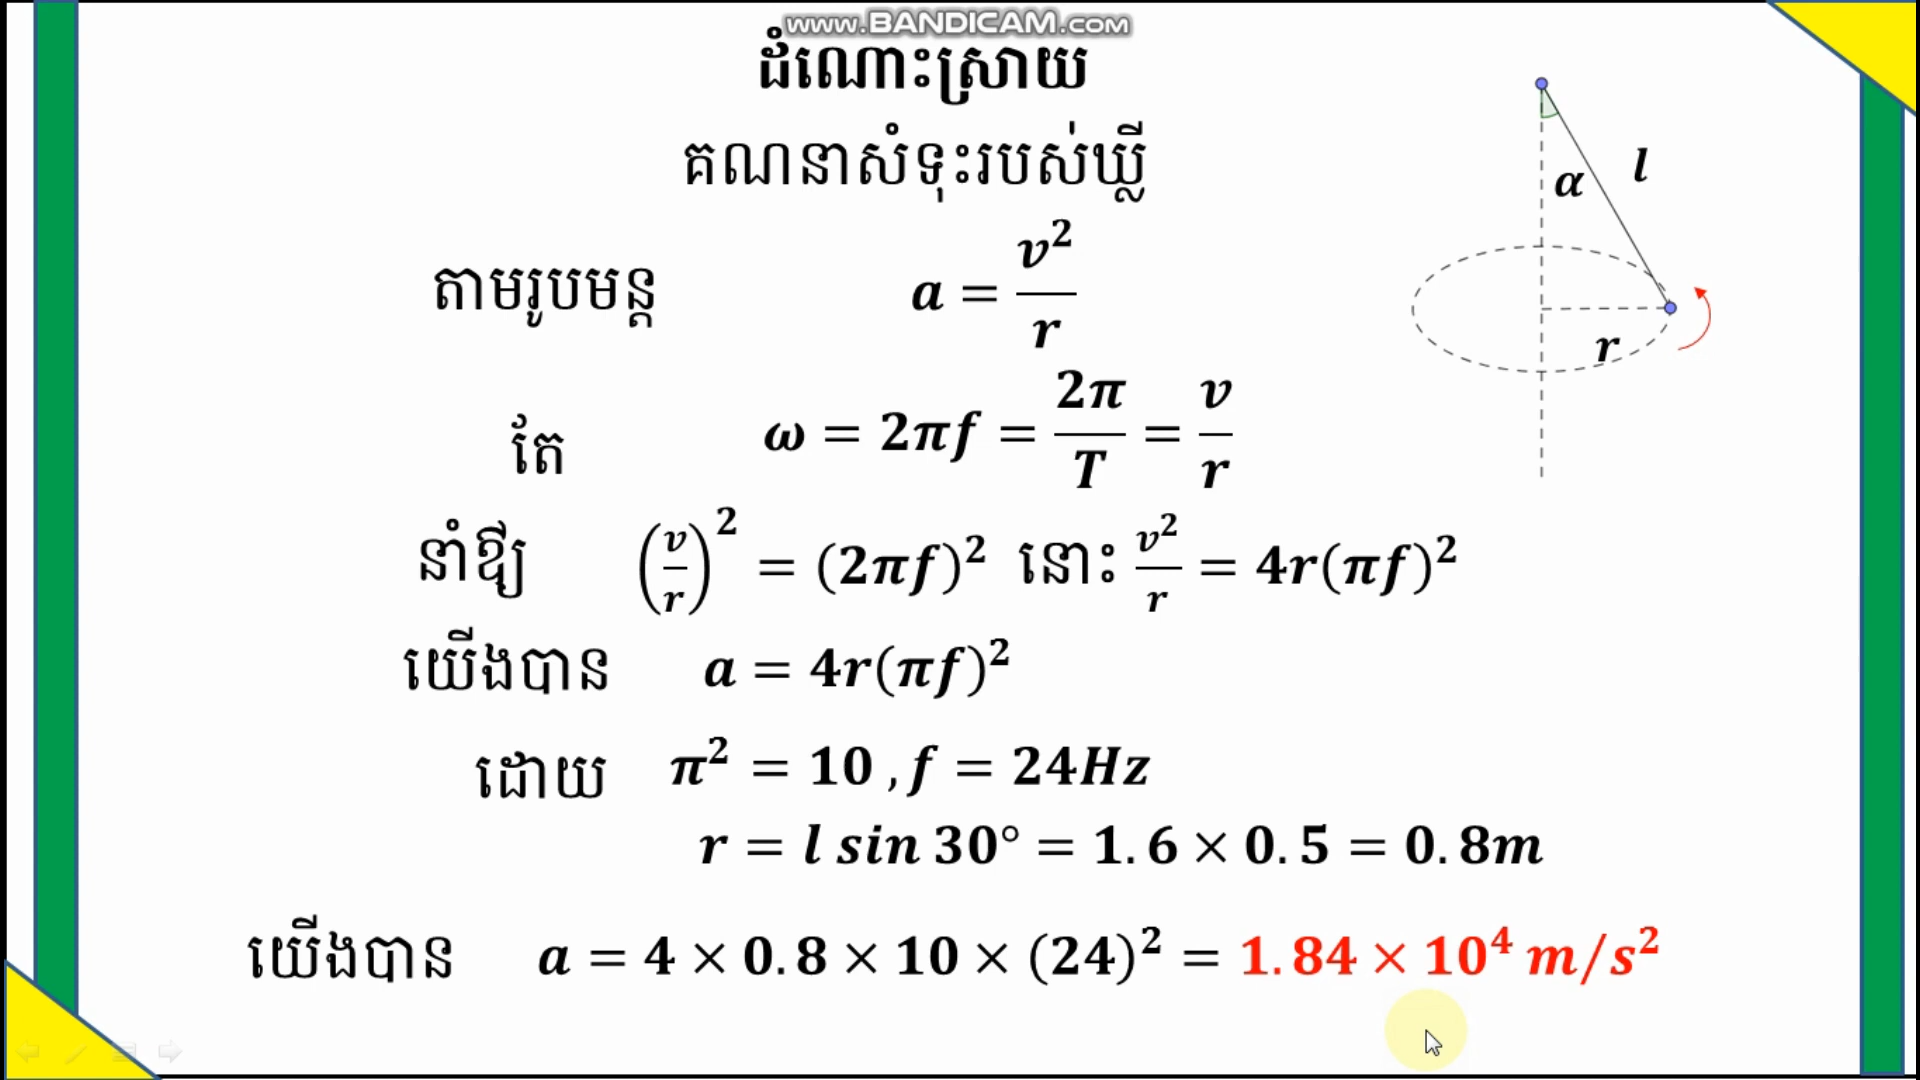 www.BANDICAM.com
ដំណោះស្រាយ
គណនាសំទុះរបស់ឃ្លី
តាមរូបមន្ត a = v²/r
តែ ω = 2πf = 2π/T = v/r
នាំឱ្យ (v/r)² = (2πf)² នោះ v²/r = 4r(πf)²
យើងបាន a = 4r(πf)²
ដោយ π² = 10 , f = 24Hz
r = l sin 30° = 1.6 × 0.5 = 0.8m
យើងបាន a = 4 × 0.8 × 10 × (24)² = 1.84 × 10⁴ m/s²
α
l
r